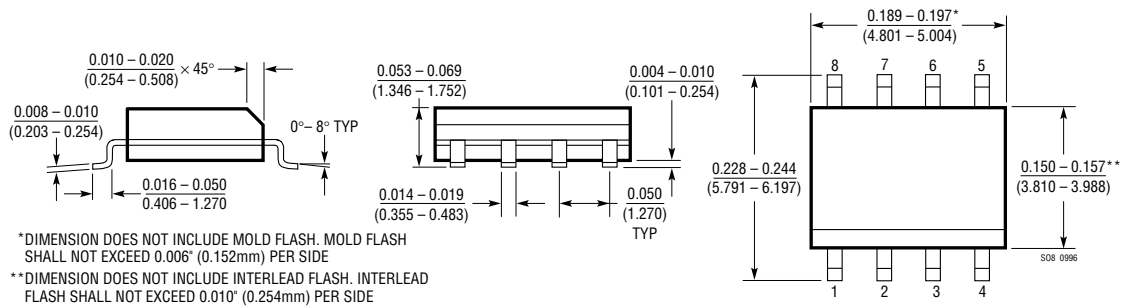 0.010 – 0.020
(0.254 – 0.508)
× 45°
0.008 – 0.010
(0.203 – 0.254)
0°– 8° TYP
0.016 – 0.050
0.406 – 1.270
0.053 – 0.069
(1.346 – 1.752)
0.004 – 0.010
(0.101 – 0.254)
0.014 – 0.019
(0.355 – 0.483)
0.050
(1.270)
TYP
0.189 – 0.197*
(4.801 – 5.004)
8 7 6 5
0.228 – 0.244
(5.791 – 6.197)
0.150 – 0.157**
(3.810 – 3.988)
1 2 3 4
SO8 0996
*DIMENSION DOES NOT INCLUDE MOLD FLASH. MOLD FLASH
SHALL NOT EXCEED 0.006" (0.152mm) PER SIDE
**DIMENSION DOES NOT INCLUDE INTERLEAD FLASH. INTERLEAD
FLASH SHALL NOT EXCEED 0.010" (0.254mm) PER SIDE